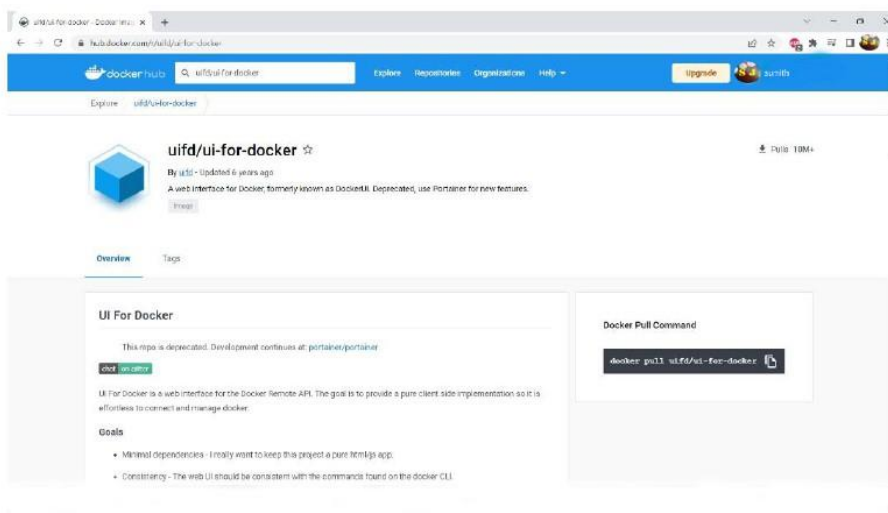 uifd/ui-for-docker - Docker Ima
hub.docker.com/r/uifd/ui-for-docker
docker hub
uifd/ui-for-docker
Explore Repositories Organizations Help
Upgrade
sumith
Explore uifd/ui-for-docker
uifd/ui-for-docker
Pulls 10M+
By uifd • Updated 6 years ago
A web interface for Docker, formerly known as DockerUI. Deprecated, use Portainer for new features.
Image
Overview Tags
UI For Docker
This repo is deprecated. Development continues at: portainer/portainer
chat on gitter
UI For Docker is a web interface for the Docker Remote API. The goal is to provide a pure client side implementation so it is
effortless to connect and manage docker.
Goals
• Minimal dependencies - I really want to keep this project a pure html/js app.
• Consistency - The web UI should be consistent with the commands found on the docker CLI.
Docker Pull Command
docker pull uifd/ui-for-docker